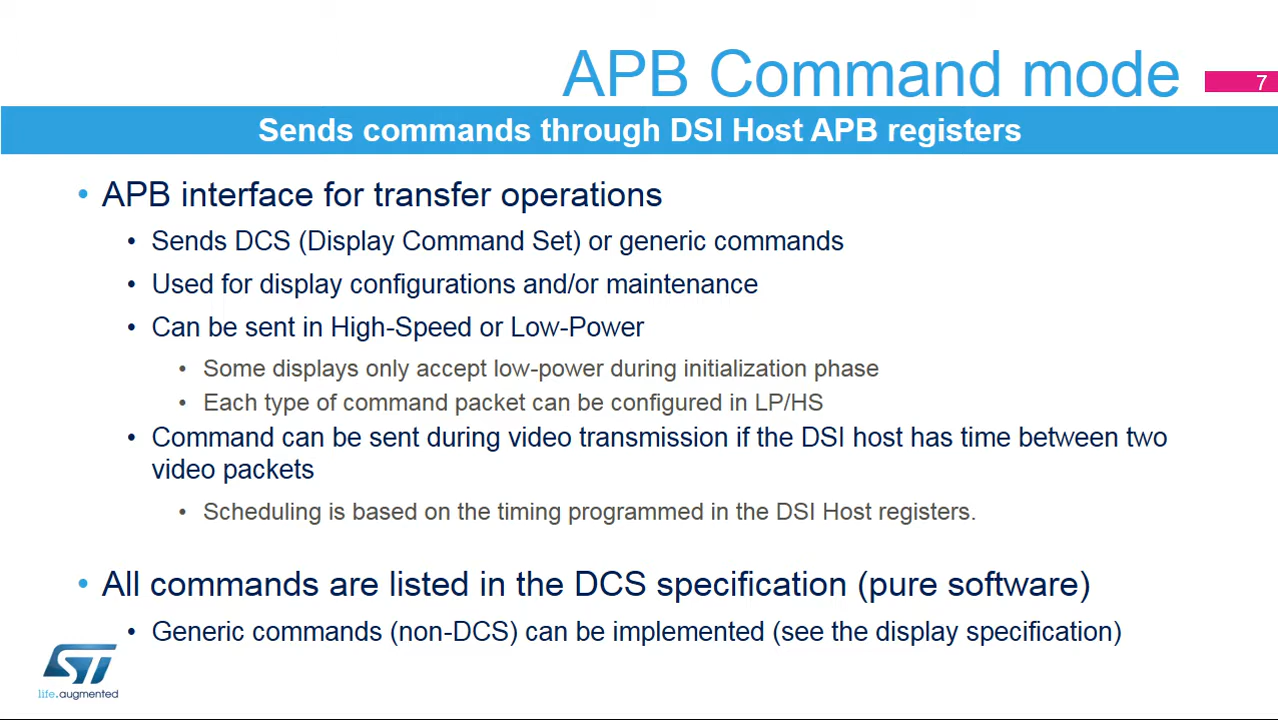 APB Command mode
7
Sends commands through DSI Host APB registers
• APB interface for transfer operations
• Sends DCS (Display Command Set) or generic commands
• Used for display configurations and/or maintenance
• Can be sent in High-Speed or Low-Power
• Some displays only accept low-power during initialization phase
• Each type of command packet can be configured in LP/HS
• Command can be sent during video transmission if the DSI host has time between two
video packets
• Scheduling is based on the timing programmed in the DSI Host registers.
• All commands are listed in the DCS specification (pure software)
• Generic commands (non-DCS) can be implemented (see the display specification)
ST
life.augmented